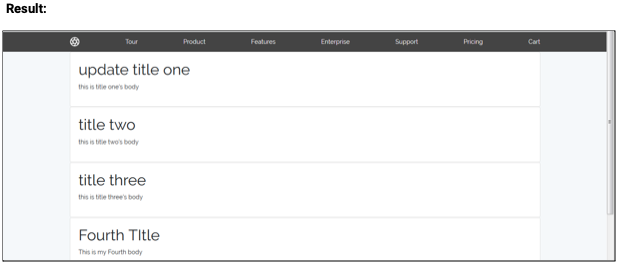 Result:
Tour Product Features Enterprise Support Pricing Cart
update title one
this is title one's body
title two
this is title two's body
title three
this is title three's body
Fourth TItle
This is my Fourth body